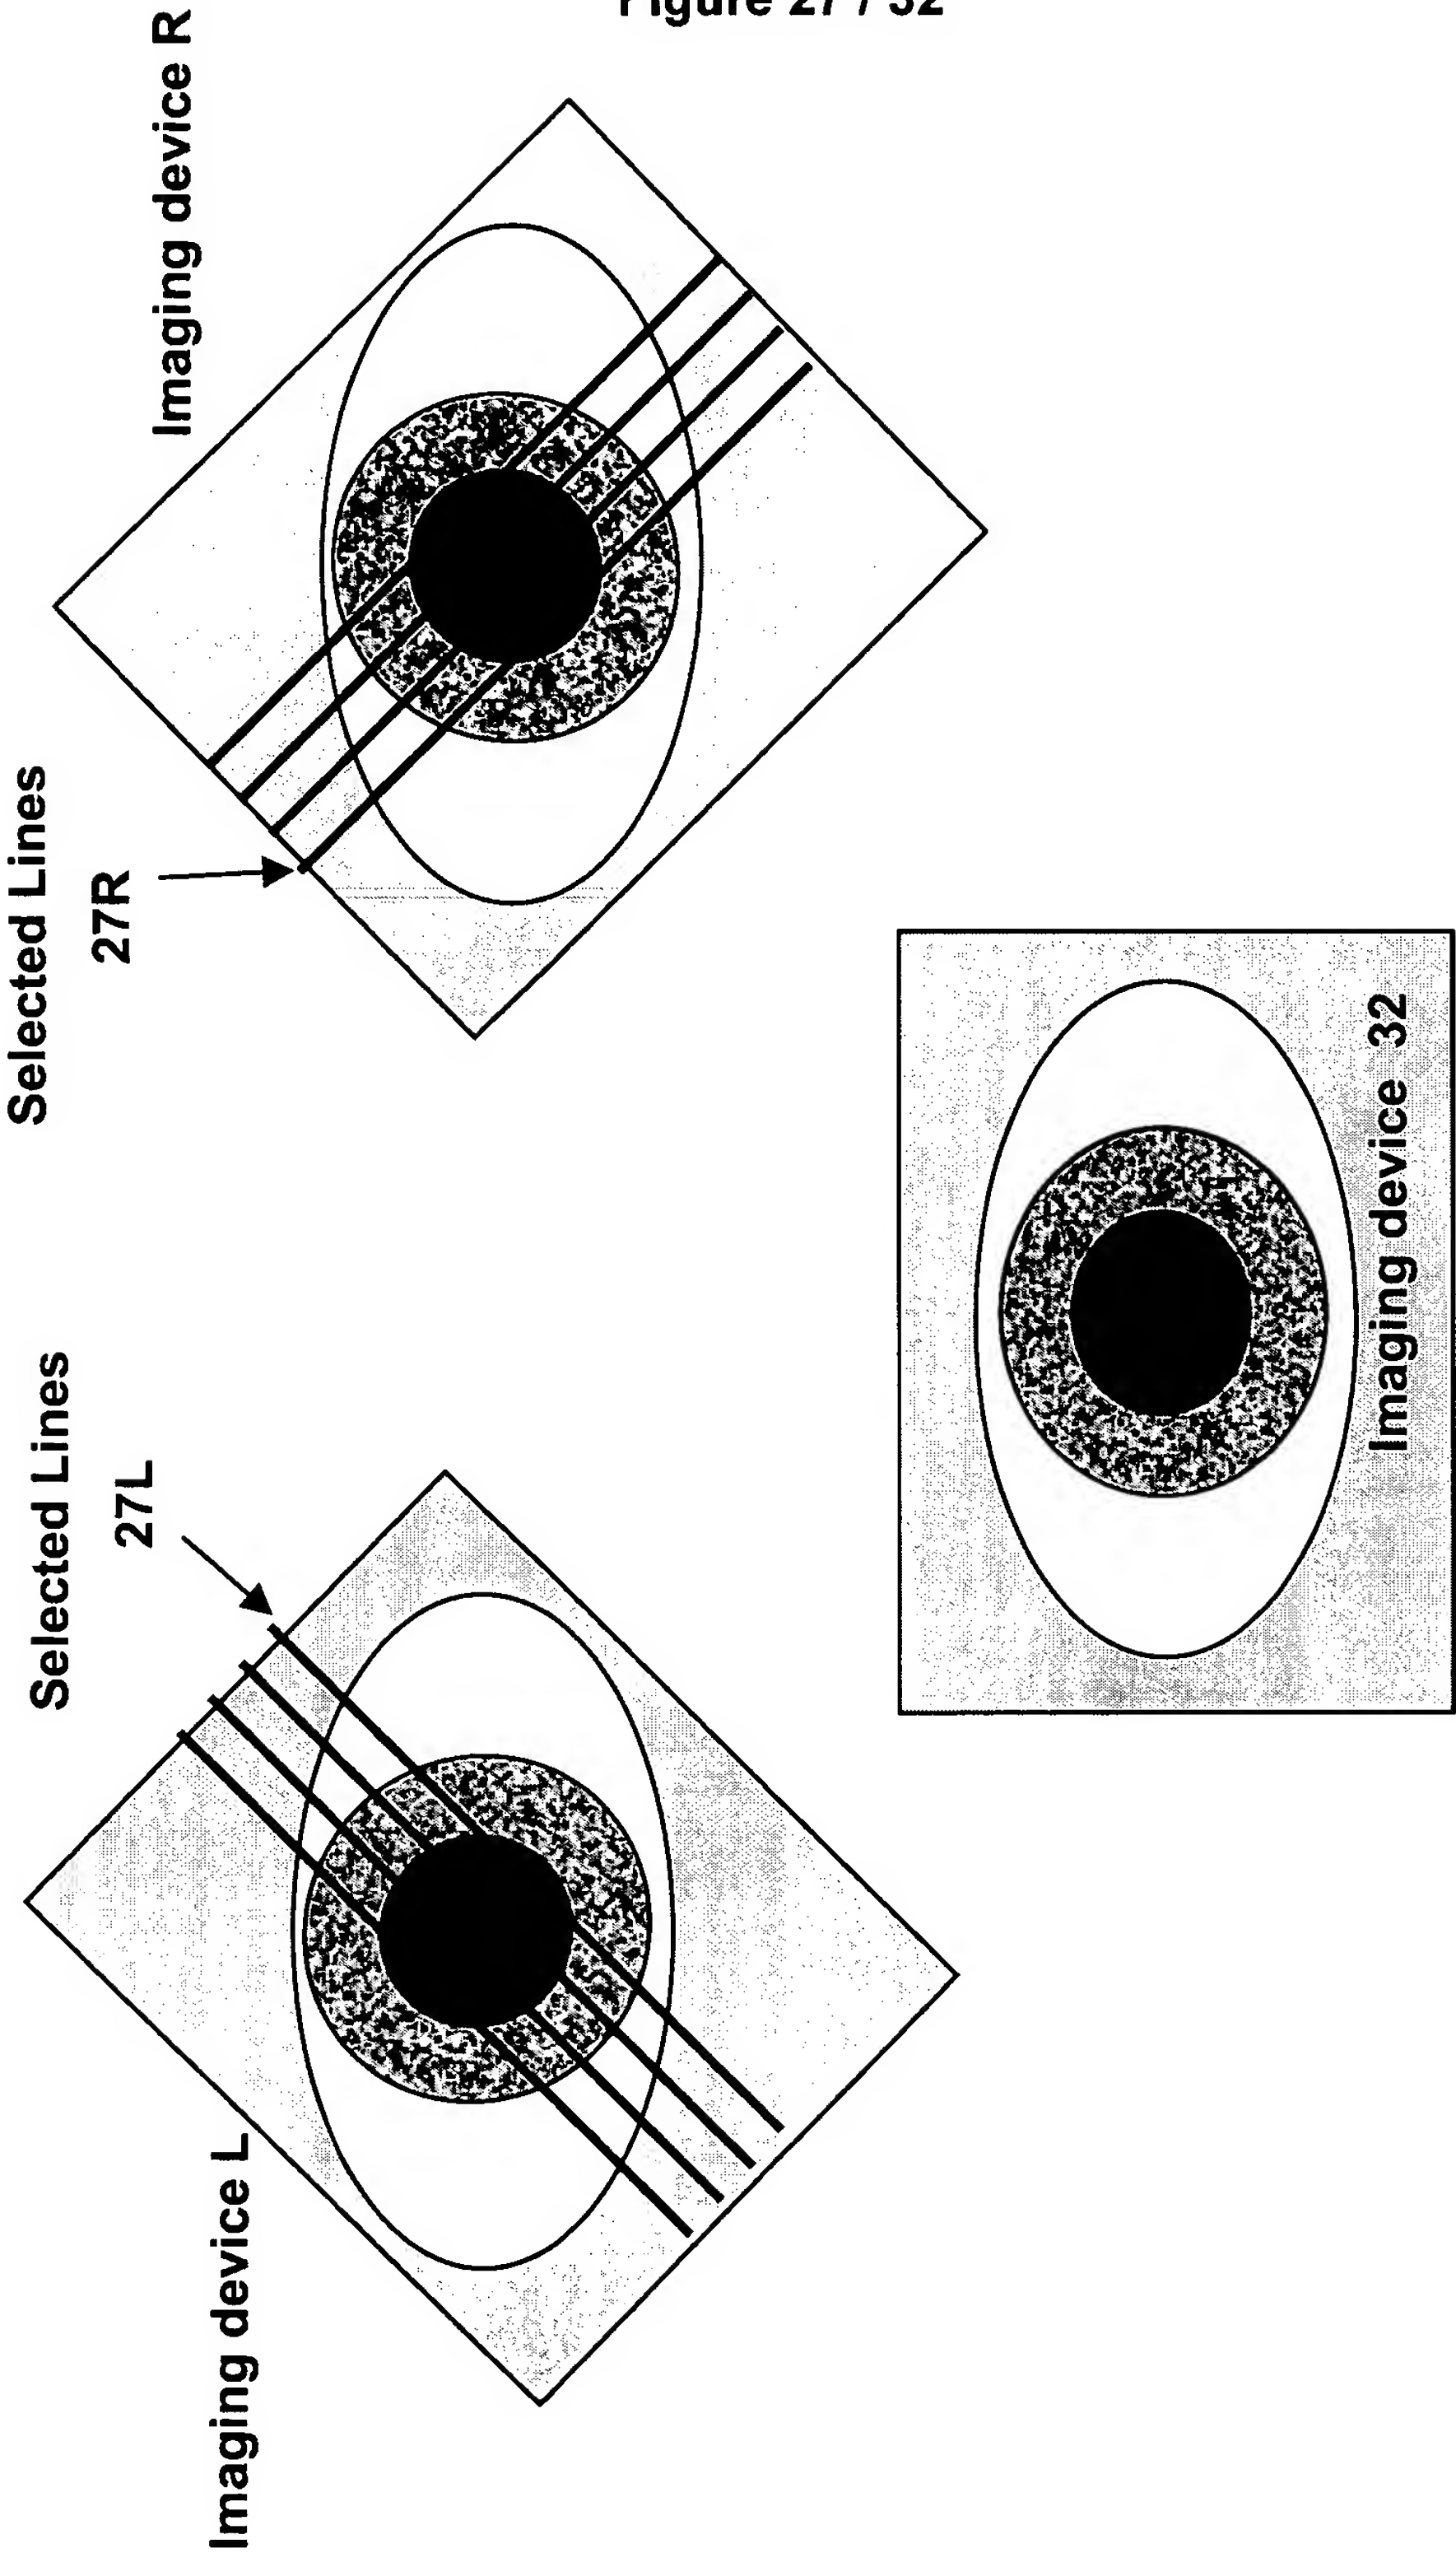 Figure 27 / 32
Selected Lines
27L
Imaging device L
Selected Lines
27R
Imaging device R
Imaging device 32